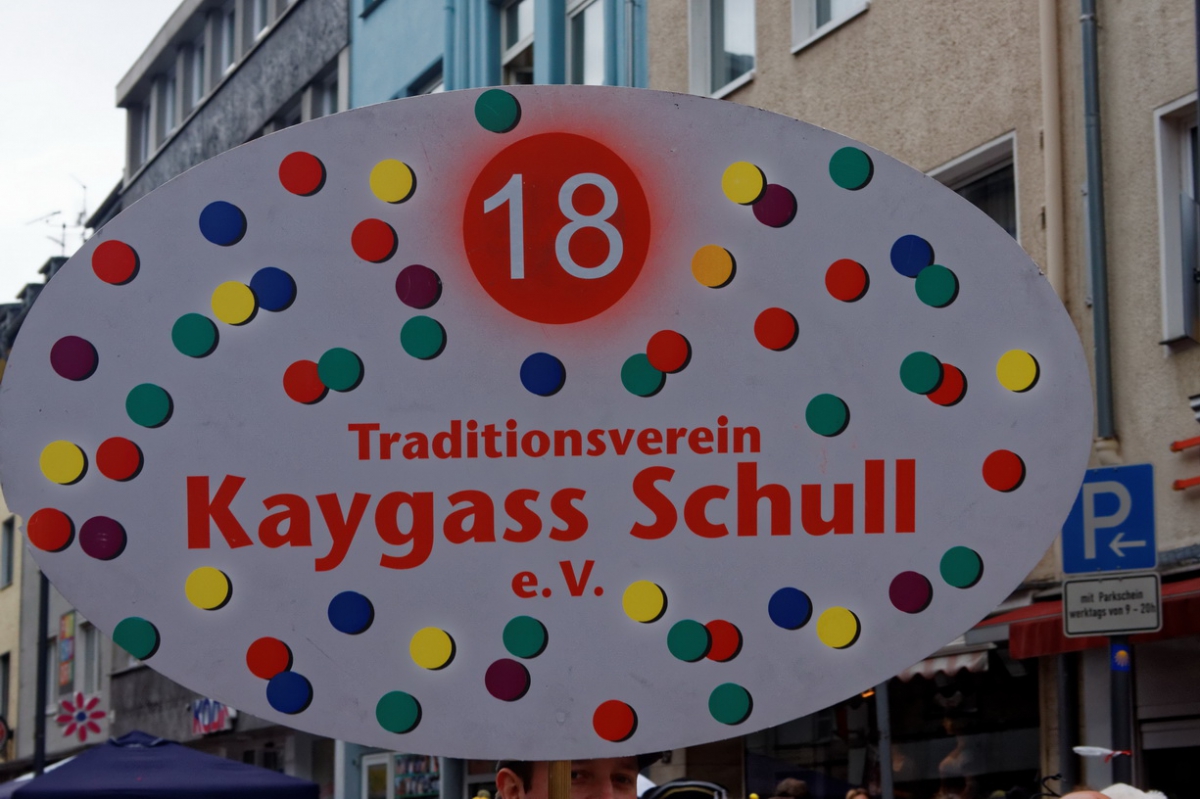 18
Traditionsverein
Kaygass Schull
e. V.
P
mit Parkschein
werktags von 9 - 20h